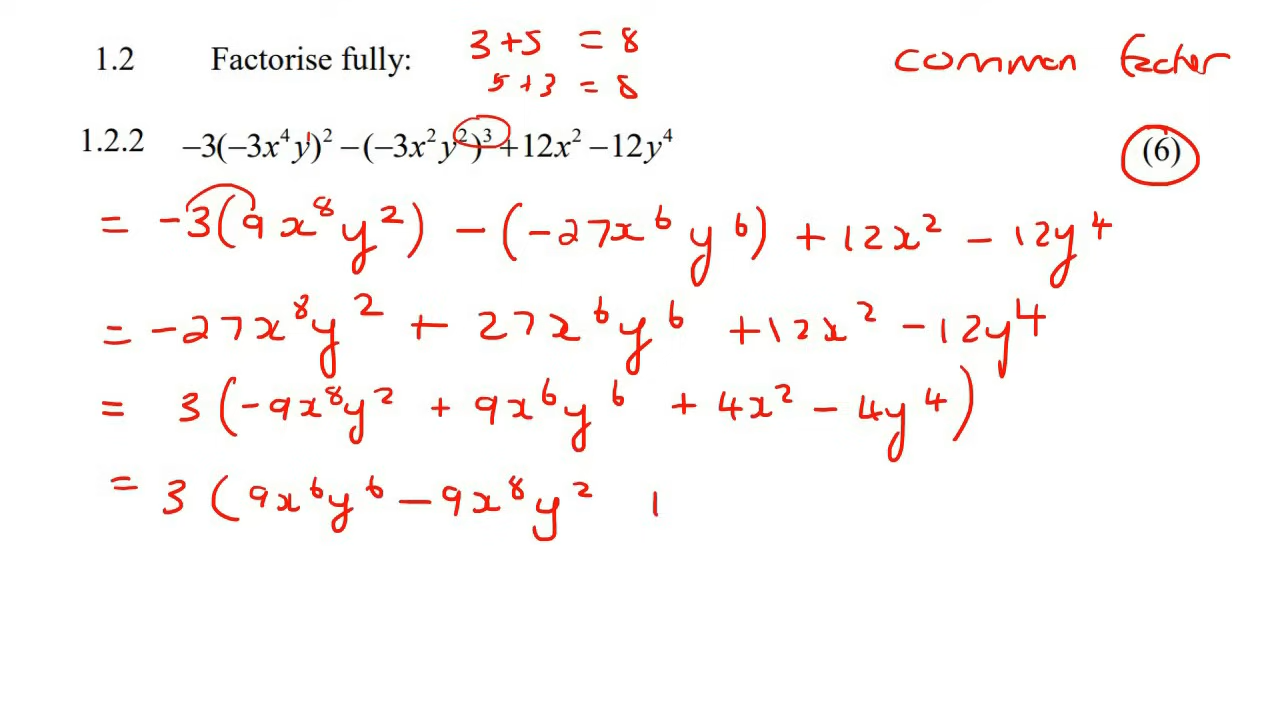 1.2 Factorise fully: 3 + 5 = 8 common factor
5 + 3 = 8
1.2.2 −3(−3x⁴y¹)² − (−3x²y²)³ + 12x² − 12y⁴ (6)
= −3(9x⁸y²) − (−27x⁶y⁶) + 12x² − 12y⁴
= −27x⁸y² + 27x⁶y⁶ + 12x² − 12y⁴
= 3(−9x⁸y² + 9x⁶y⁶ + 4x² − 4y⁴)
= 3(9x⁶y⁶ − 9x⁸y²